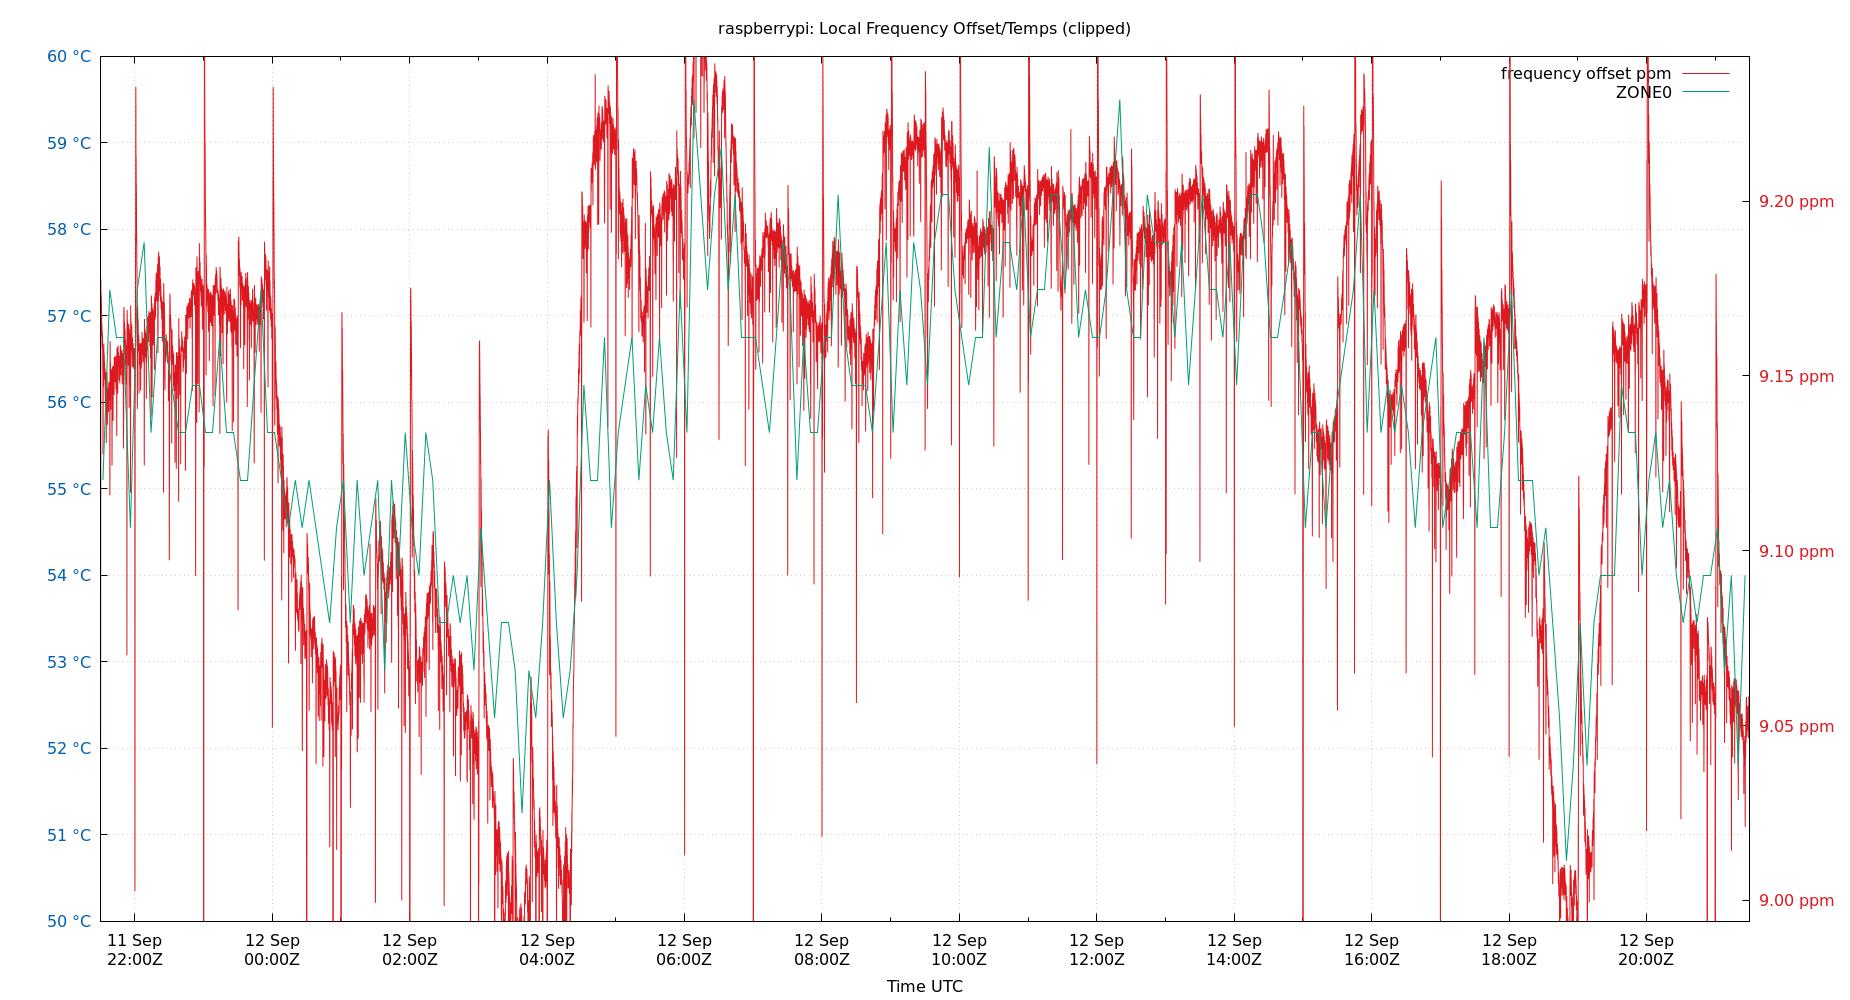 raspberrypi: Local Frequency Offset/Temps (clipped)
60 °C
59 °C
58 °C
57 °C
56 °C
55 °C
54 °C
53 °C
52 °C
51 °C
50 °C
frequency offset ppm
ZONE0
9.20 ppm
9.15 ppm
9.10 ppm
9.05 ppm
9.00 ppm
11 Sep
22:00Z
12 Sep
00:00Z
12 Sep
02:00Z
12 Sep
04:00Z
12 Sep
06:00Z
12 Sep
08:00Z
12 Sep
10:00Z
12 Sep
12:00Z
12 Sep
14:00Z
12 Sep
16:00Z
12 Sep
18:00Z
12 Sep
20:00Z
Time UTC